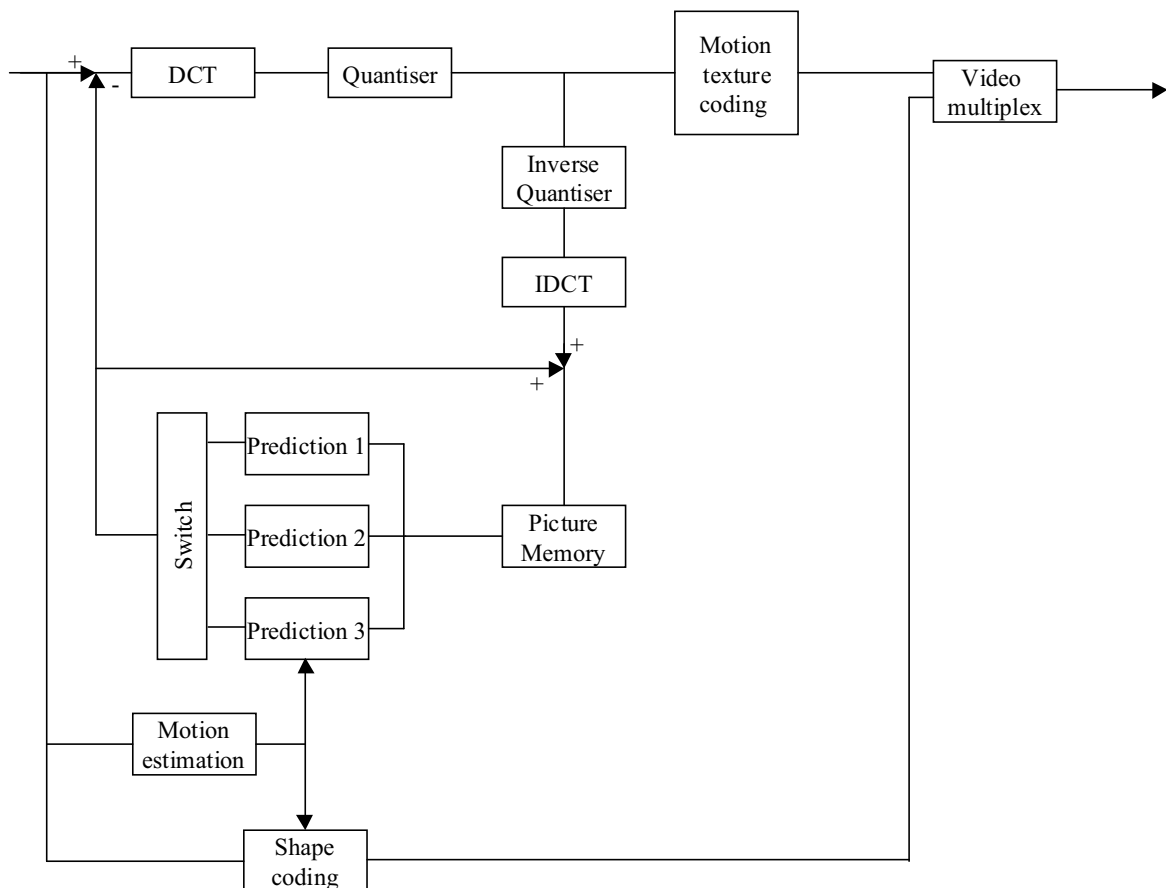 +
-
DCT
Quantiser
Motion
texture
coding
Video
multiplex
Inverse
Quantiser
IDCT
+
+
Switch
Prediction 1
Prediction 2
Prediction 3
Picture
Memory
Motion
estimation
Shape
coding